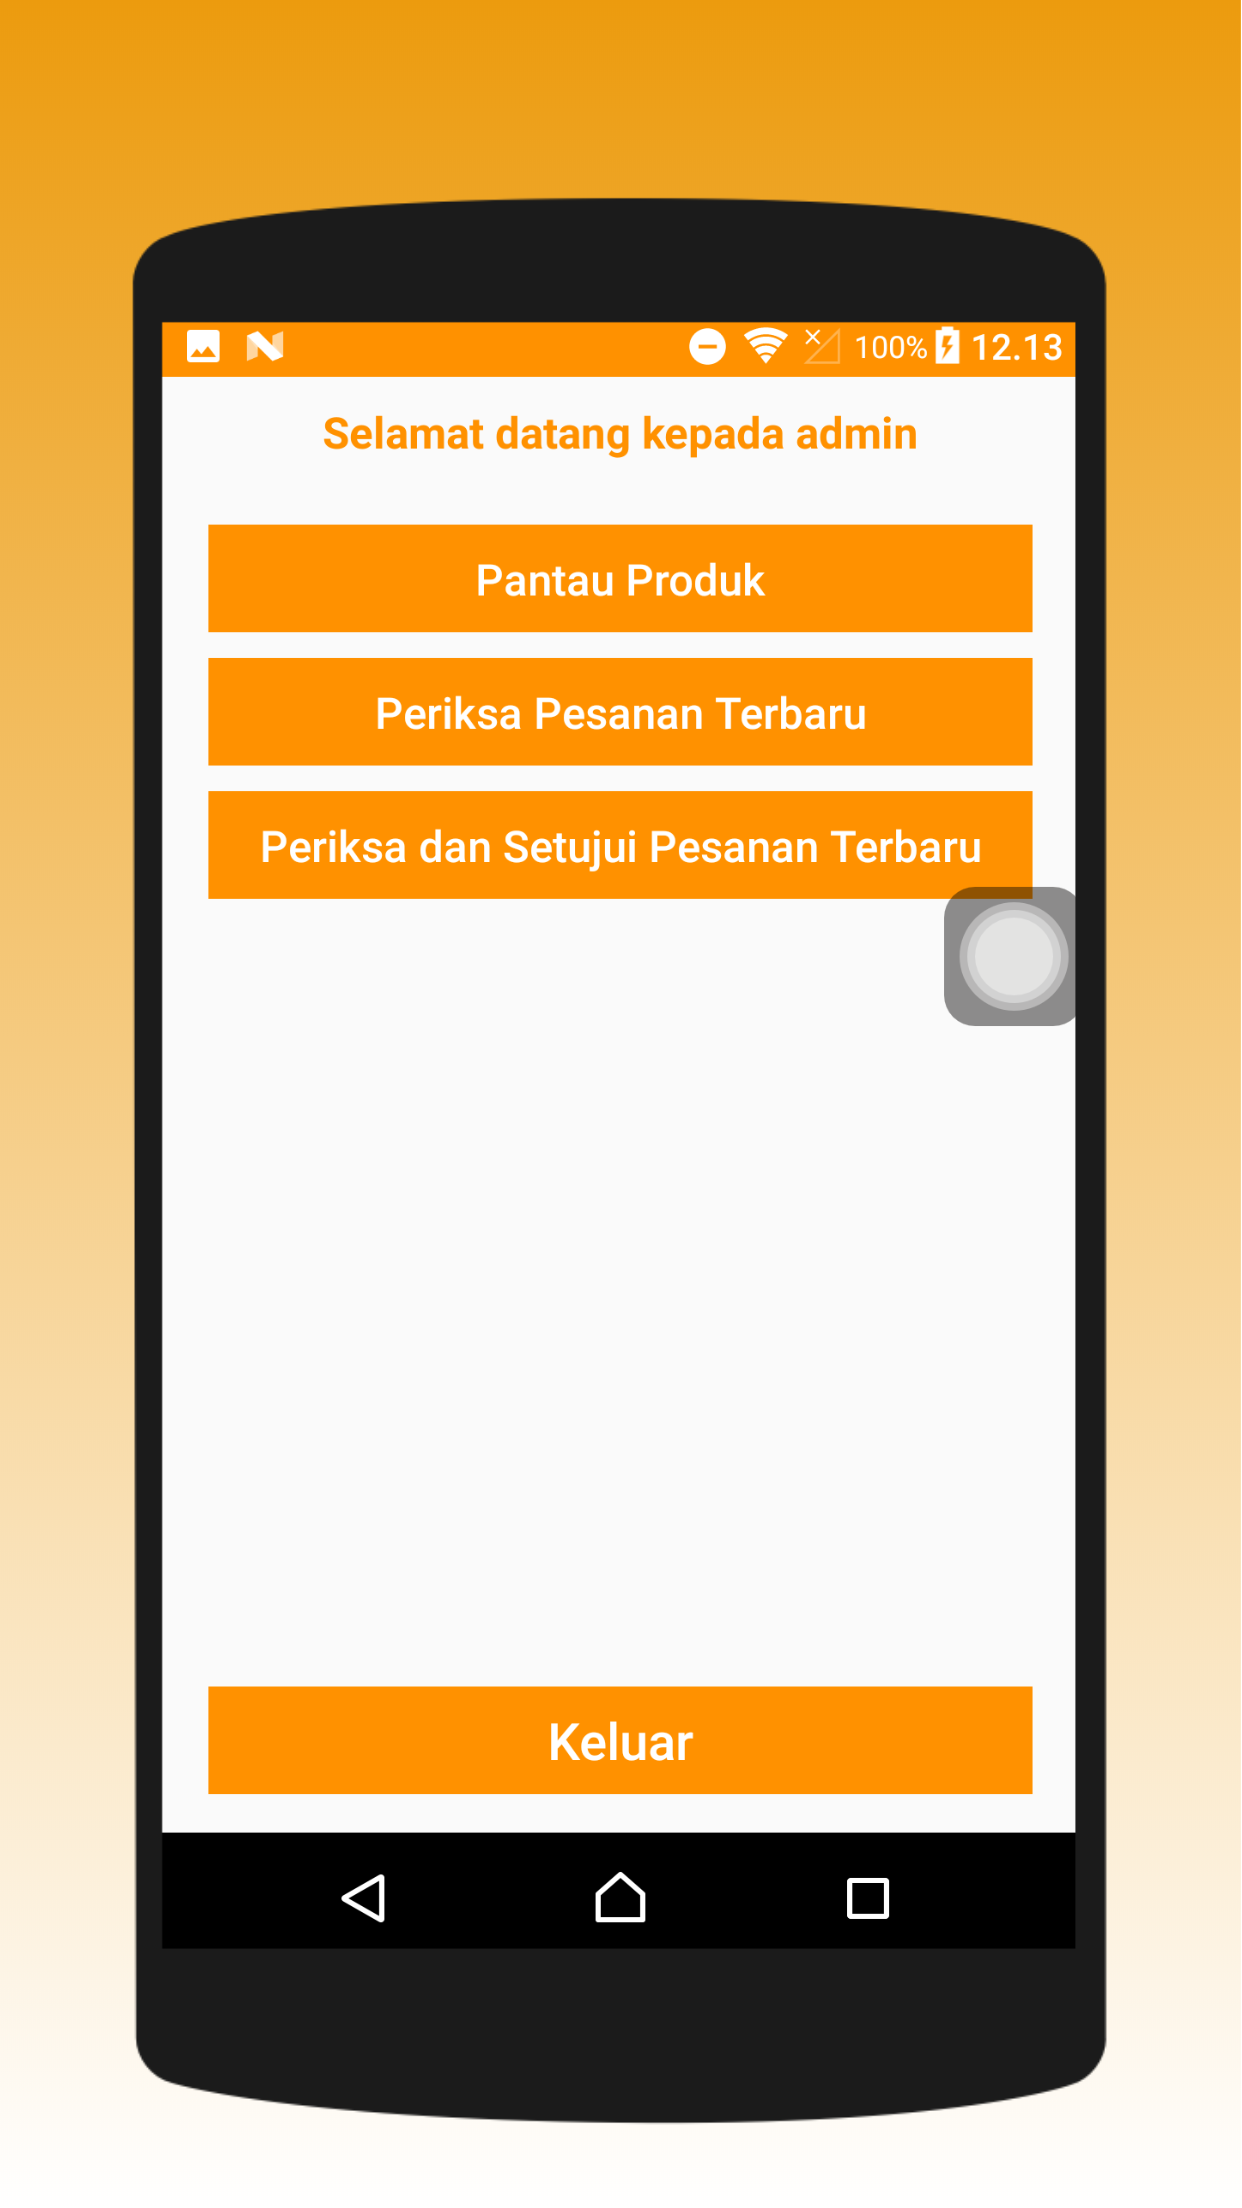 100% 12.13
Selamat datang kepada admin
Pantau Produk
Periksa Pesanan Terbaru
Periksa dan Setujui Pesanan Terbaru
Keluar